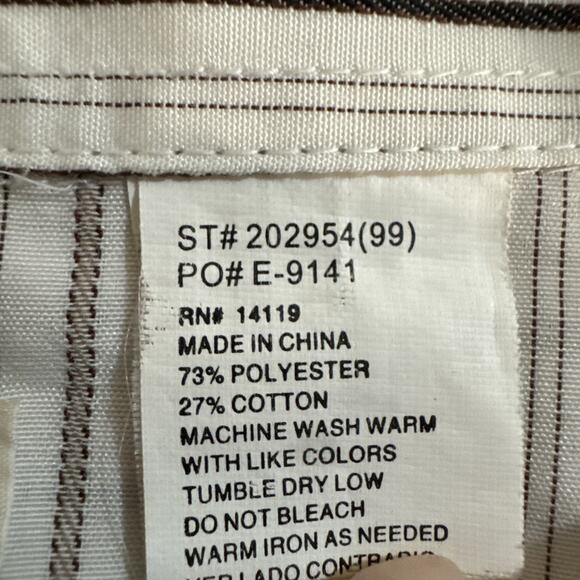 ST# 202954(99)
PO# E-9141
RN# 14119
MADE IN CHINA
73% POLYESTER
27% COTTON
MACHINE WASH WARM
WITH LIKE COLORS
TUMBLE DRY LOW
DO NOT BLEACH
WARM IRON AS NEEDED
LADO